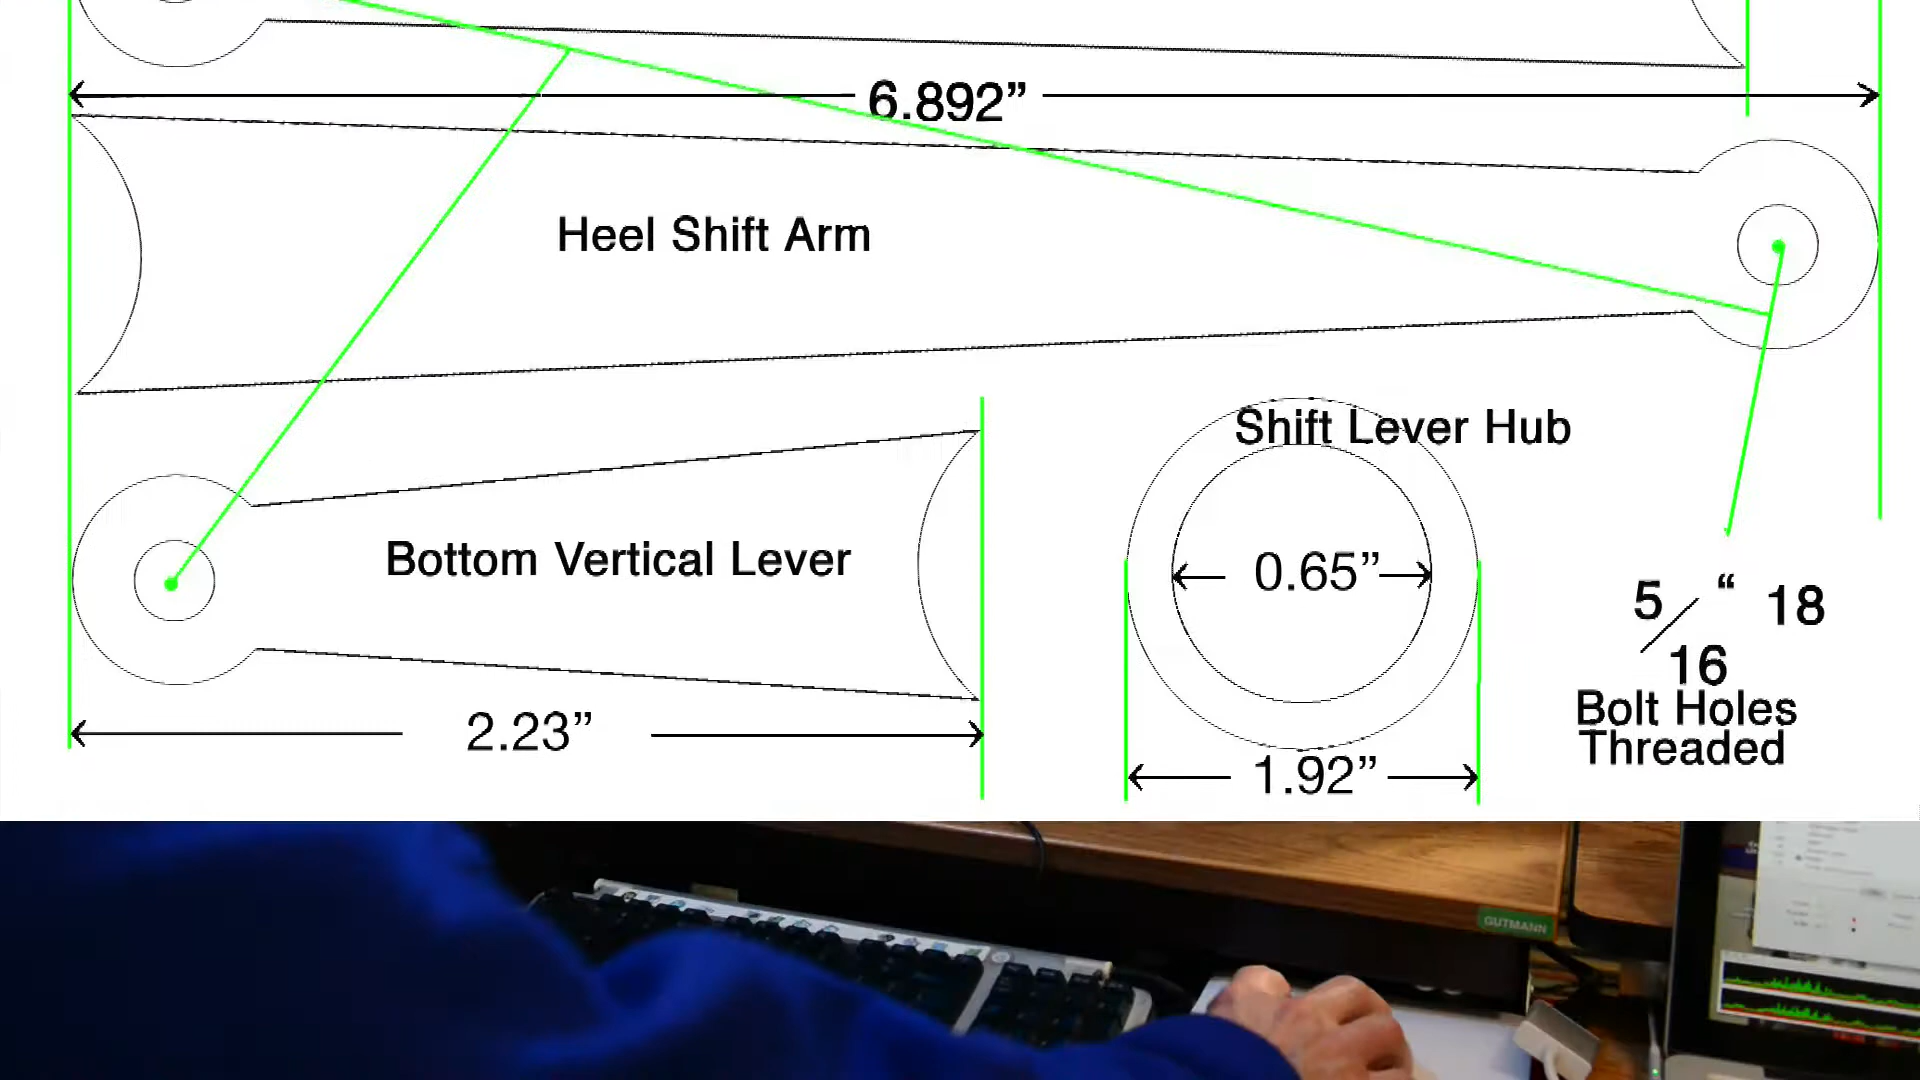 6.892”
Heel Shift Arm
Shift Lever Hub
Bottom Vertical Lever
0.65”
5⁄16 “ 18
Bolt Holes
Threaded
2.23”
1.92”
GUTMANN